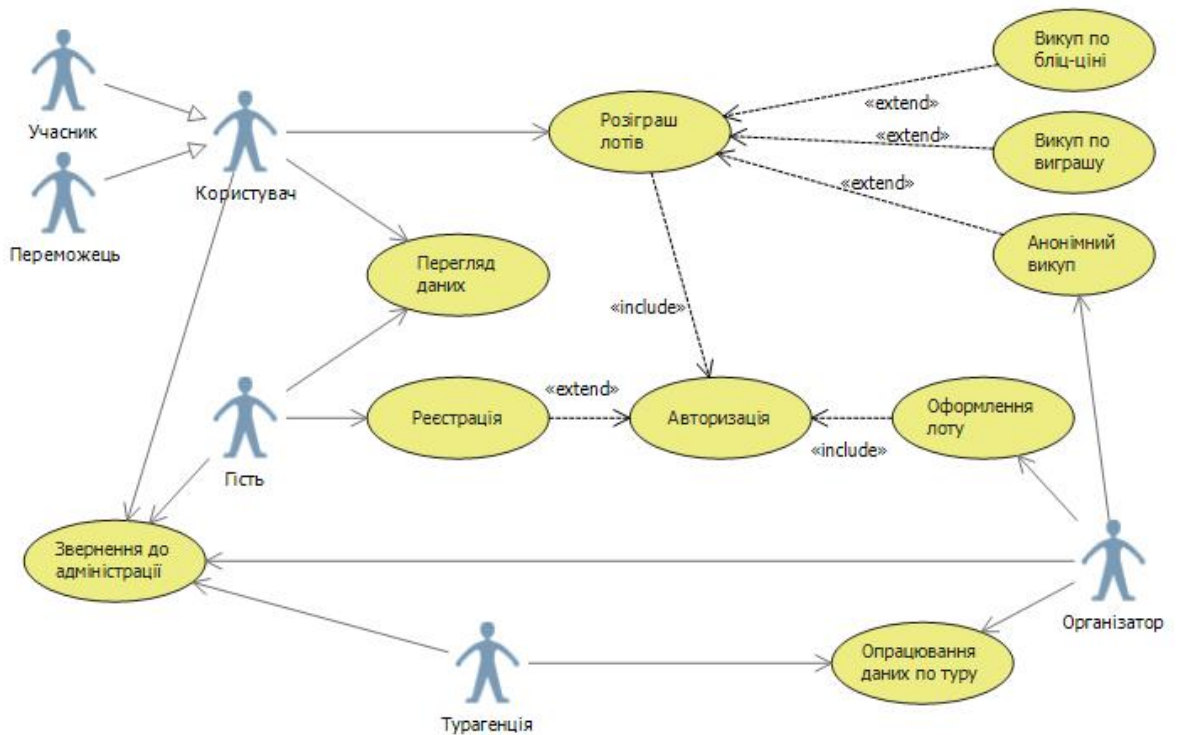 Викуп по
бліц-ціні
«extend»
Учасник
Розіграш
лотів
«extend»
Викуп по
виграшу
Користувач
«extend»
Переможець
Анонімний
викуп
Перегляд
даних
«include»
«extend»
Реєстрація
Авторизація
Оформлення
лоту
«include»
Гість
Звернення до
адміністрації
Організатор
Опрацювання
даних по туру
Турагенція